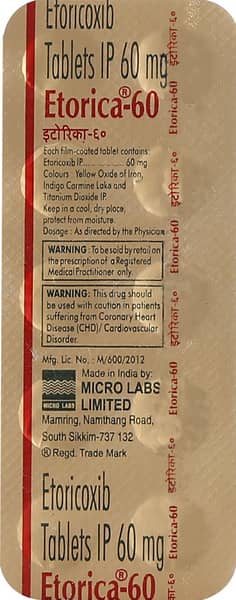 Etoricoxib
Tablets IP 60 mg
Etorica®-60
इटोरिका-६०
Each film-coated tablet contains:
Etoricoxib IP................ 60 mg
Colours Yellow Oxide of Iron,
Indigo Carmine Lake and
Titanium Dioxide IP.
Keep in a cool, dry place,
protect from moisture.
Dosage : As directed by the Physician
WARNING : To be sold by retail on
the prescription of a Registered
Medical Practitioner only.
WARNING: This drug should
be used with caution in patients
suffering from Coronary Heart
Disease (CHD)/ Cardiovascular
Disorder.
Mfg. Lic. No. : M/600/2012
Made in India by:
MICRO LABS
LIMITED
MICRO LABS
Mamring, Namthang Road,
South Sikkim-737 132
® Regd. Trade Mark
Etoricoxib
Tablets IP 60 mg
Etorica®-60
Etorica-60 इटोरिका-६०
Etorica-60 इटोरिका-६०
Etorica-60 इटोरिका-६०
Etorica-60